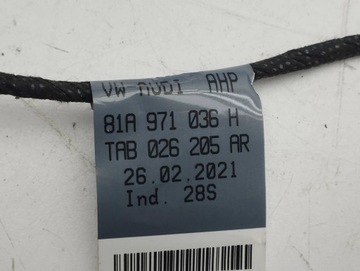 VW AUDI AHP
81A 971 036 H
TAB 026 205 AR
26.02.2021
Ind. 28S